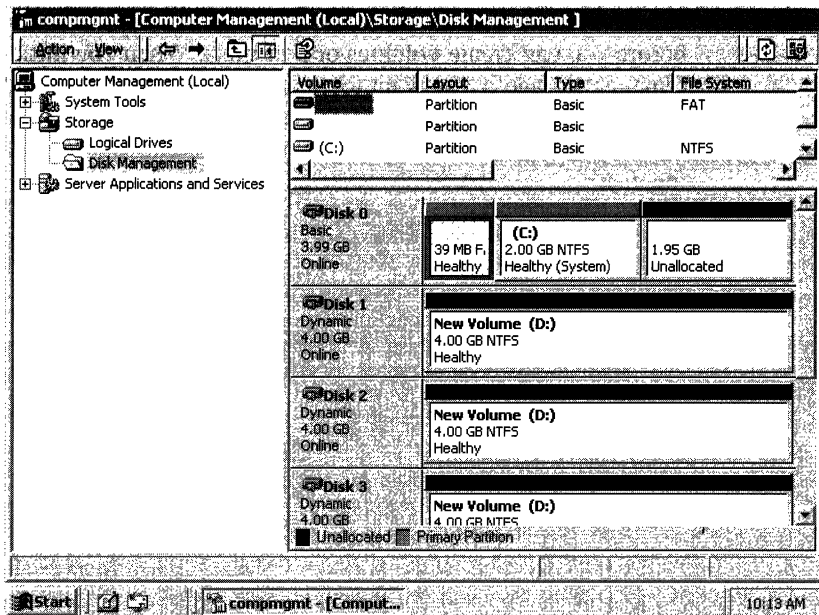 compmgmt - [Computer Management (Local)\Storage\Disk Management ]
Action View
Computer Management (Local)
System Tools
Storage
Logical Drives
Disk Management
Server Applications and Services
Volume Layout Type File System
Partition Basic FAT
Partition Basic
(C:) Partition Basic NTFS
Disk 0
Basic
3.99 GB
Online
39 MB F.
Healthy
(C:)
2.00 GB NTFS
Healthy (System)
1.95 GB
Unallocated
Disk 1
Dynamic
4.00 GB
Online
New Volume (D:)
4.00 GB NTFS
Healthy
Disk 2
Dynamic
4.00 GB
Online
New Volume (D:)
4.00 GB NTFS
Healthy
Disk 3
Dynamic
4.00 GB
New Volume (D:)
4.00 GB NTFS
Unallocated Primary Partition
Start compmgmt - [Comput... 10:13 AM